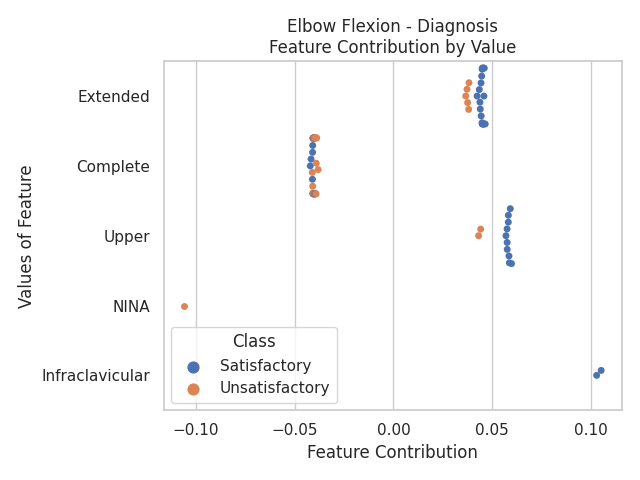 Elbow Flexion - Diagnosis
Feature Contribution by Value
Values of Feature
Extended
Complete
Upper
NINA
Infraclavicular
Class
Satisfactory
Unsatisfactory
−0.10 −0.05 0.00 0.05 0.10
Feature Contribution